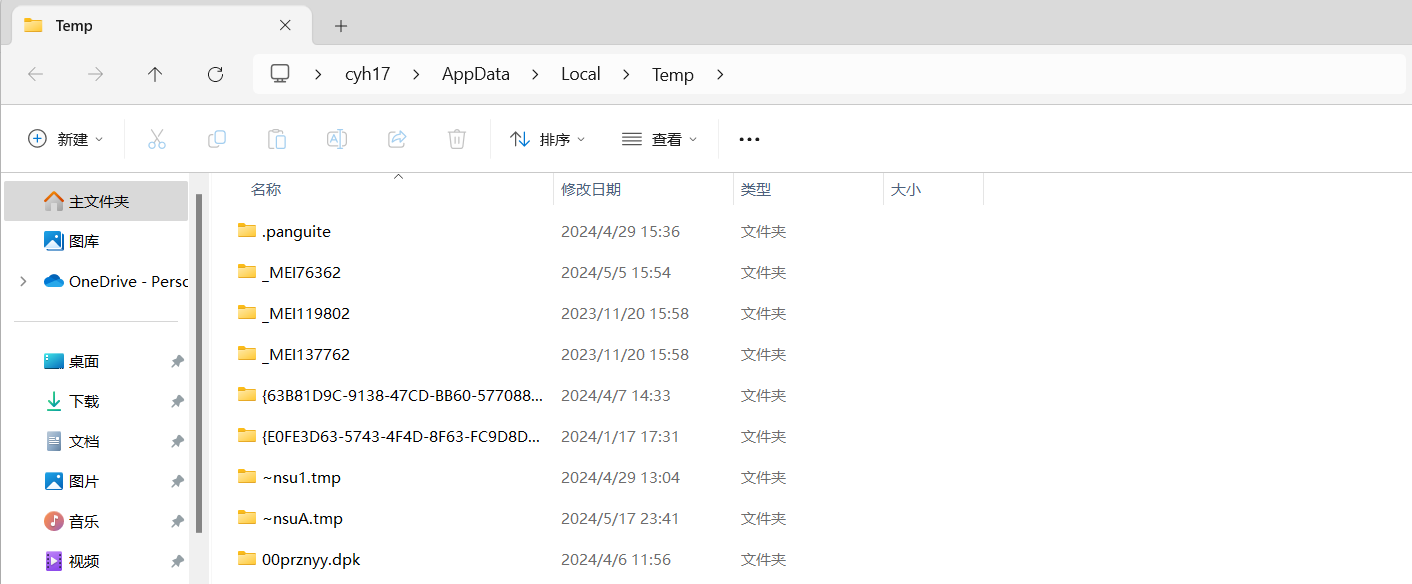 Temp
cyh17 > AppData > Local > Temp >
新建 排序 查看 •••
名称 修改日期 类型 大小
主文件夹
图库
OneDrive - Persc
桌面
下载
文档
图片
音乐
视频
.panguite 2024/4/29 15:36 文件夹
_MEI76362 2024/5/5 15:54 文件夹
_MEI119802 2023/11/20 15:58 文件夹
_MEI137762 2023/11/20 15:58 文件夹
{63B81D9C-9138-47CD-BB60-577088... 2024/4/7 14:33 文件夹
{E0FE3D63-5743-4F4D-8F63-FC9D8D... 2024/1/17 17:31 文件夹
~nsu1.tmp 2024/4/29 13:04 文件夹
~nsuA.tmp 2024/5/17 23:41 文件夹
00prznyy.dpk 2024/4/6 11:56 文件夹